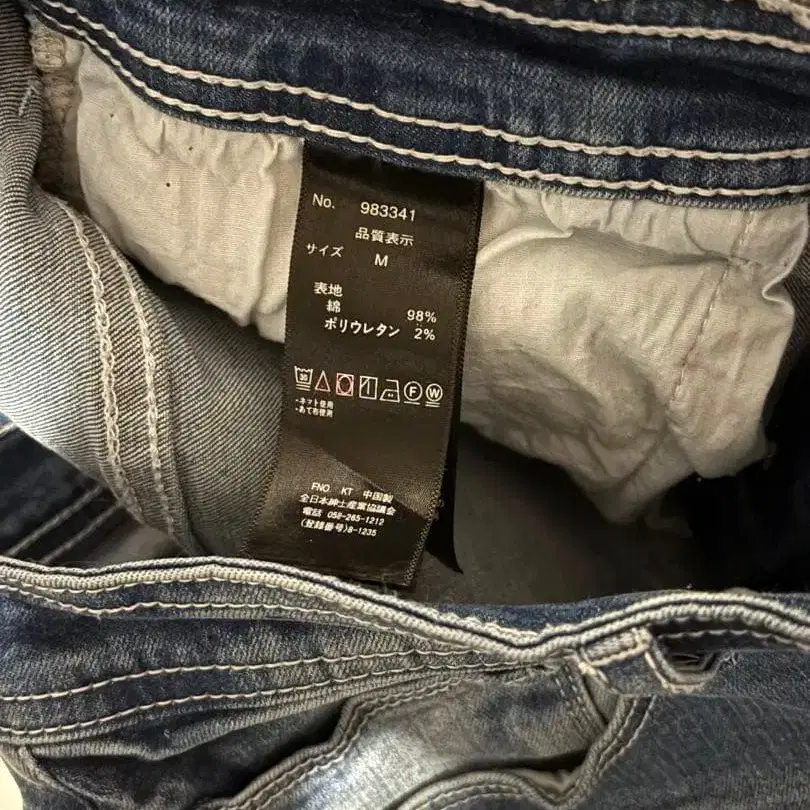 No. 983341
品質表示
サイズ M
表地
綿 98%
ポリウレタン 2%
30 F W
・ネット使用
・あて布使用
FNO KT 中国製
全日本紳士産業協議会
電話 058-265-1212
(登録番号)8-1235